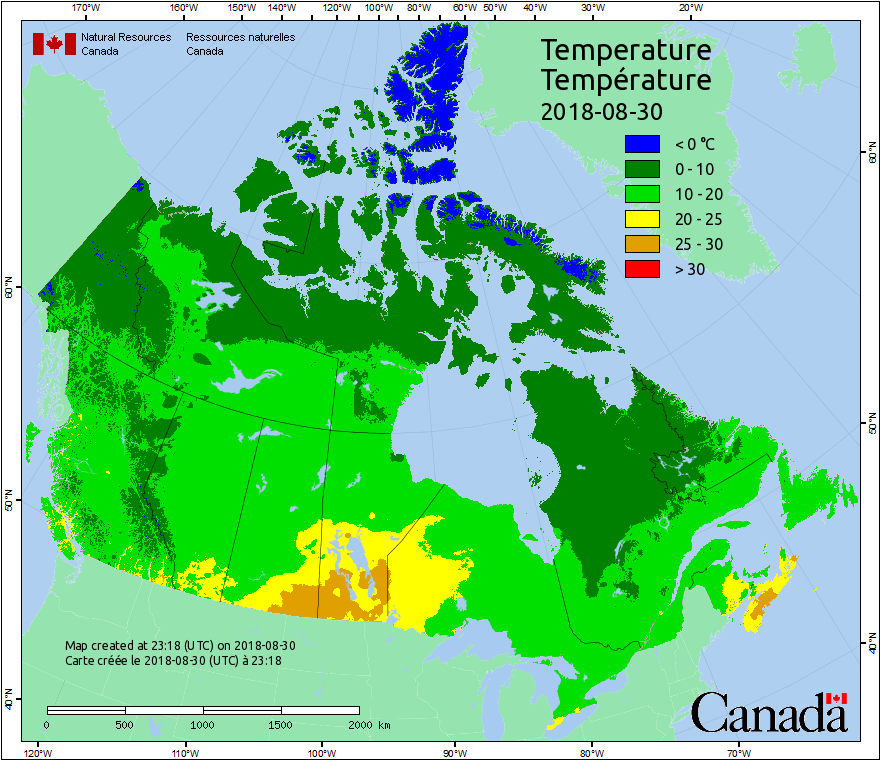 170°W 160°W 150°W 140°W 130°W 120°W 110°W 100°W 90°W 80°W 70°W 60°W 50°W 40°W 30°W 20°W
Natural Resources Canada
Ressources naturelles Canada
Temperature
Température
2018-08-30
< 0 °C
0 - 10
10 - 20
20 - 25
25 - 30
> 30
60°N
60°N
50°N
50°N
40°N
40°N
Map created at 23:18 (UTC) on 2018-08-30
Carte créée le 2018-08-30 (UTC) à 23:18
0 500 1000 1500 2000 km
Canada
120°W 110°W 100°W 90°W 80°W 70°W